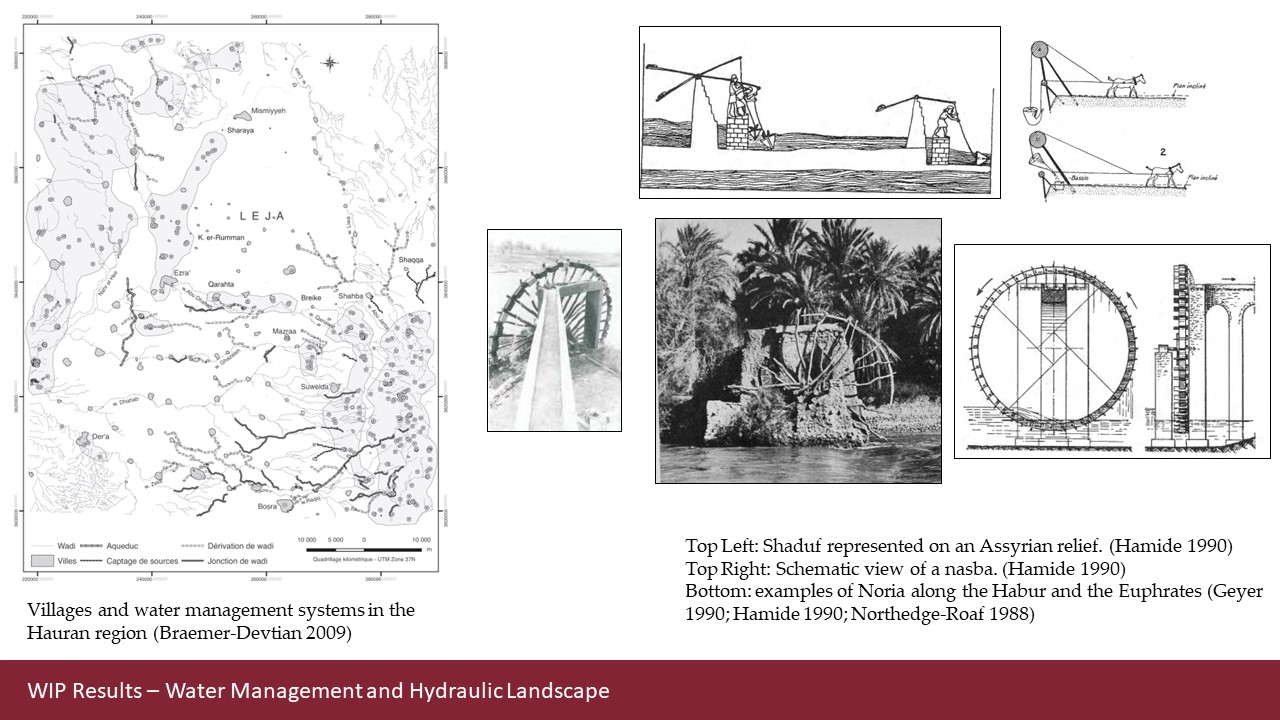 220000
240000
260000
280000
Mismiyyeh
Sharaya
L E J A
K. er-Rumman
Shaqqa
Ezra'
Qarahta
Breike
Shahba
Mazraa
Suweida
W. Dhahab
Der'a
Bosra
10 000 5 000 0 10 000
m
Wadi Aqueduc Dérivation de wadi
Villes Captage de sources Jonction de wadi
Quadrillage kilométrique - UTM Zone 37N
220000
240000
260000
280000
Villages and water management systems in the
Hauran region (Braemer-Devtian 2009)
Plan incliné
2
Bassin
Plan incliné
Top Left: Shaduf represented on an Assyrian relief. (Hamide 1990)
Top Right: Schematic view of a nasba. (Hamide 1990)
Bottom: examples of Noria along the Habur and the Euphrates (Geyer
1990; Hamide 1990; Northedge-Roaf 1988)
WIP Results – Water Management and Hydraulic Landscape